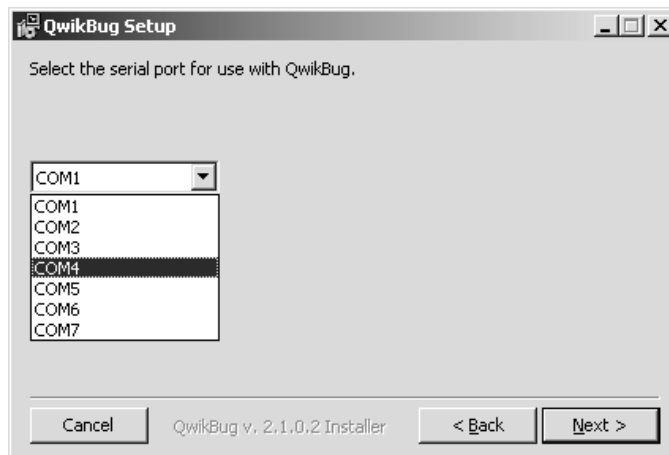 QwikBug Setup
Select the serial port for use with QwikBug.
COM1
COM1
COM2
COM3
COM4
COM5
COM6
COM7
Cancel
QwikBug v. 2.1.0.2 Installer
< Back
Next >